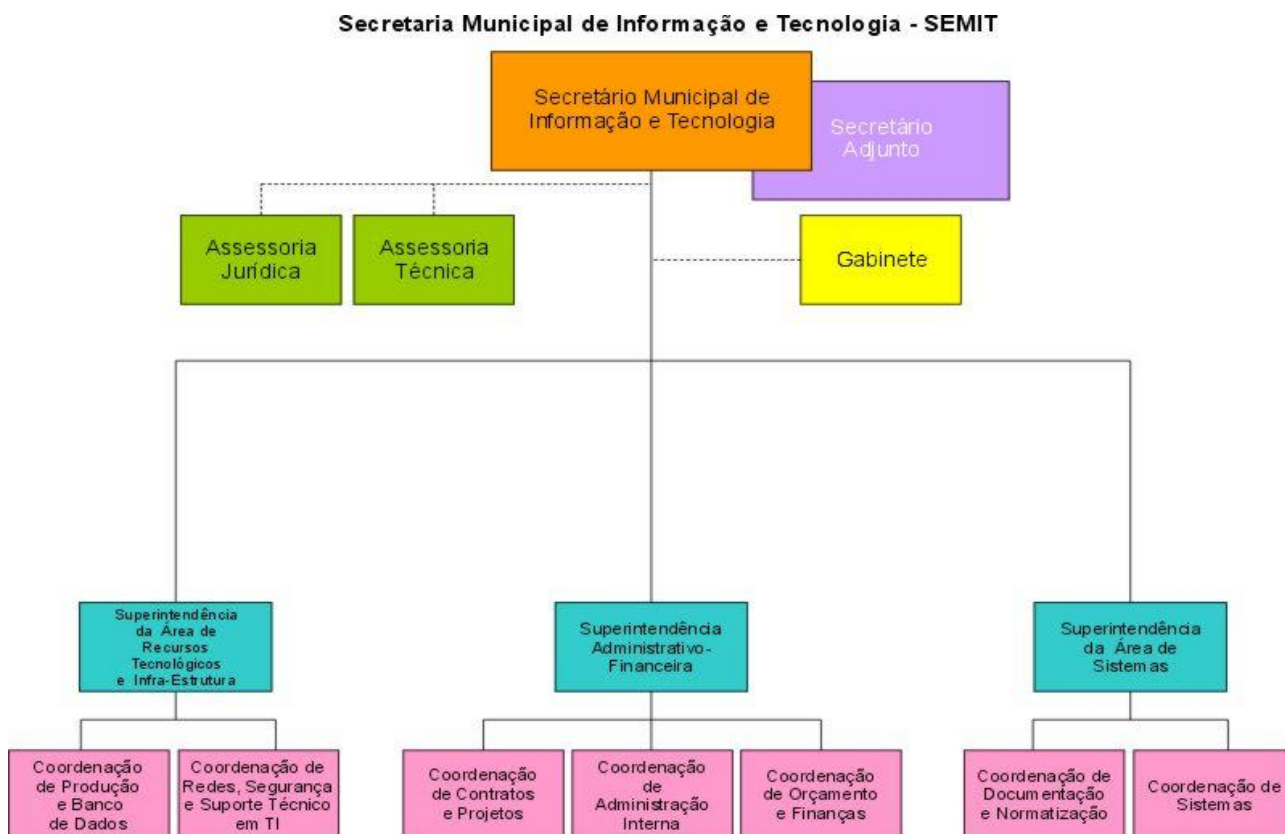 Secretaria Municipal de Informação e Tecnologia - SEMIT
Secretário Municipal de
Informação e Tecnologia
Secretário
Adjunto
Assessoria
Jurídica
Assessoria
Técnica
Gabinete
Superintendência
da Área de
Recursos
Tecnológicos
e Infra-Estrutura
Superintendência
Administrativo-
Financeira
Superintendência
da Área de
Sistemas
Coordenação
de Produção
e Banco
de Dados
Coordenação de
Redes, Segurança
e Suporte Técnico
em TI
Coordenação
de Contratos
e Projetos
Coordenação
de
Administração
Interna
Coordenação
de Orçamento
e Finanças
Coordenação de
Documentação
e Normatização
Coordenação de
Sistemas